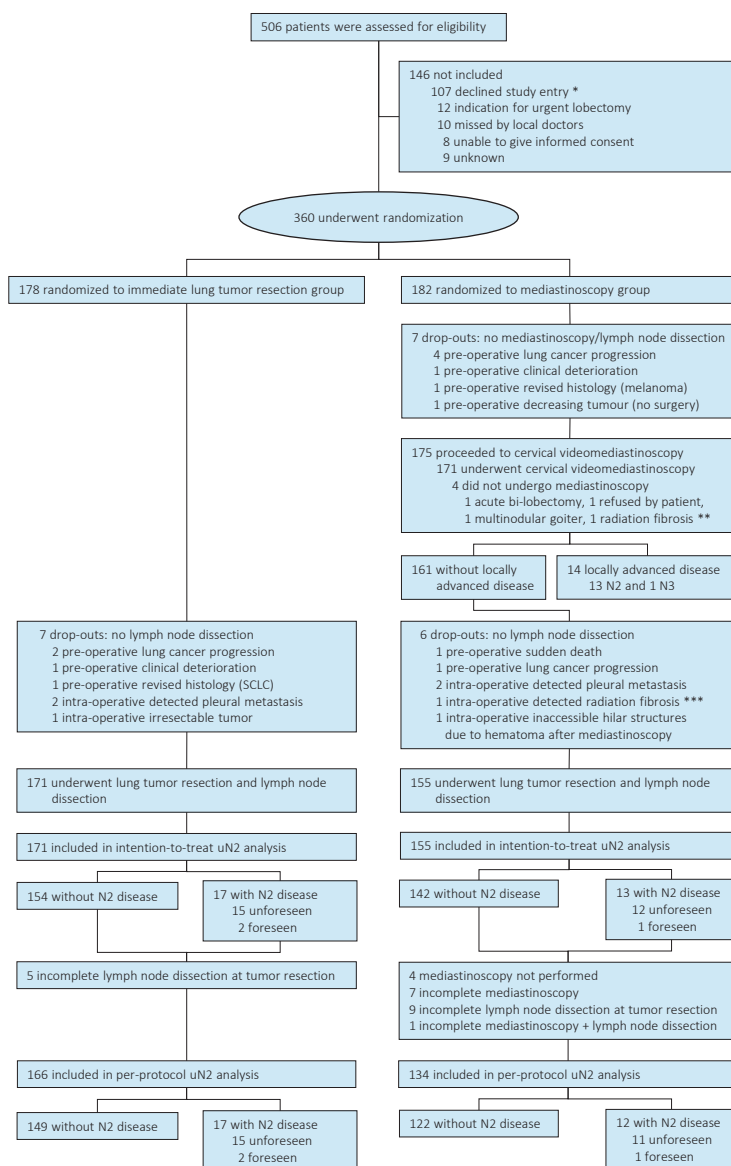 506 patients were assessed for eligibility
146 not included
107 declined study entry *
12 indication for urgent lobectomy
10 missed by local doctors
8 unable to give informed consent
9 unknown
360 underwent randomization
178 randomized to immediate lung tumor resection group
182 randomized to mediastinoscopy group
7 drop-outs: no mediastinoscopy/lymph node dissection
4 pre-operative lung cancer progression
1 pre-operative clinical deterioration
1 pre-operative revised histology (melanoma)
1 pre-operative decreasing tumour (no surgery)
175 proceeded to cervical videomediastinoscopy
171 underwent cervical videomediastinoscopy
4 did not undergo mediastinoscopy
1 acute bi-lobectomy, 1 refused by patient,
1 multinodular goiter, 1 radiation fibrosis **
161 without locally
advanced disease
14 locally advanced disease
13 N2 and 1 N3
7 drop-outs: no lymph node dissection
2 pre-operative lung cancer progression
1 pre-operative clinical deterioration
1 pre-operative revised histology (SCLC)
2 intra-operative detected pleural metastasis
1 intra-operative irresectable tumor
6 drop-outs: no lymph node dissection
1 pre-operative sudden death
1 pre-operative lung cancer progression
2 intra-operative detected pleural metastasis
1 intra-operative detected radiation fibrosis ***
1 intra-operative inaccessible hilar structures
due to hematoma after mediastinoscopy
171 underwent lung tumor resection and lymph node
dissection
155 underwent lung tumor resection and lymph node
dissection
171 included in intention-to-treat uN2 analysis
155 included in intention-to-treat uN2 analysis
154 without N2 disease
17 with N2 disease
15 unforeseen
2 foreseen
142 without N2 disease
13 with N2 disease
12 unforeseen
1 foreseen
5 incomplete lymph node dissection at tumor resection
4 mediastinoscopy not performed
7 incomplete mediastinoscopy
9 incomplete lymph node dissection at tumor resection
1 incomplete mediastinoscopy + lymph node dissection
166 included in per-protocol uN2 analysis
134 included in per-protocol uN2 analysis
149 without N2 disease
17 with N2 disease
15 unforeseen
2 foreseen
122 without N2 disease
12 with N2 disease
11 unforeseen
1 foreseen